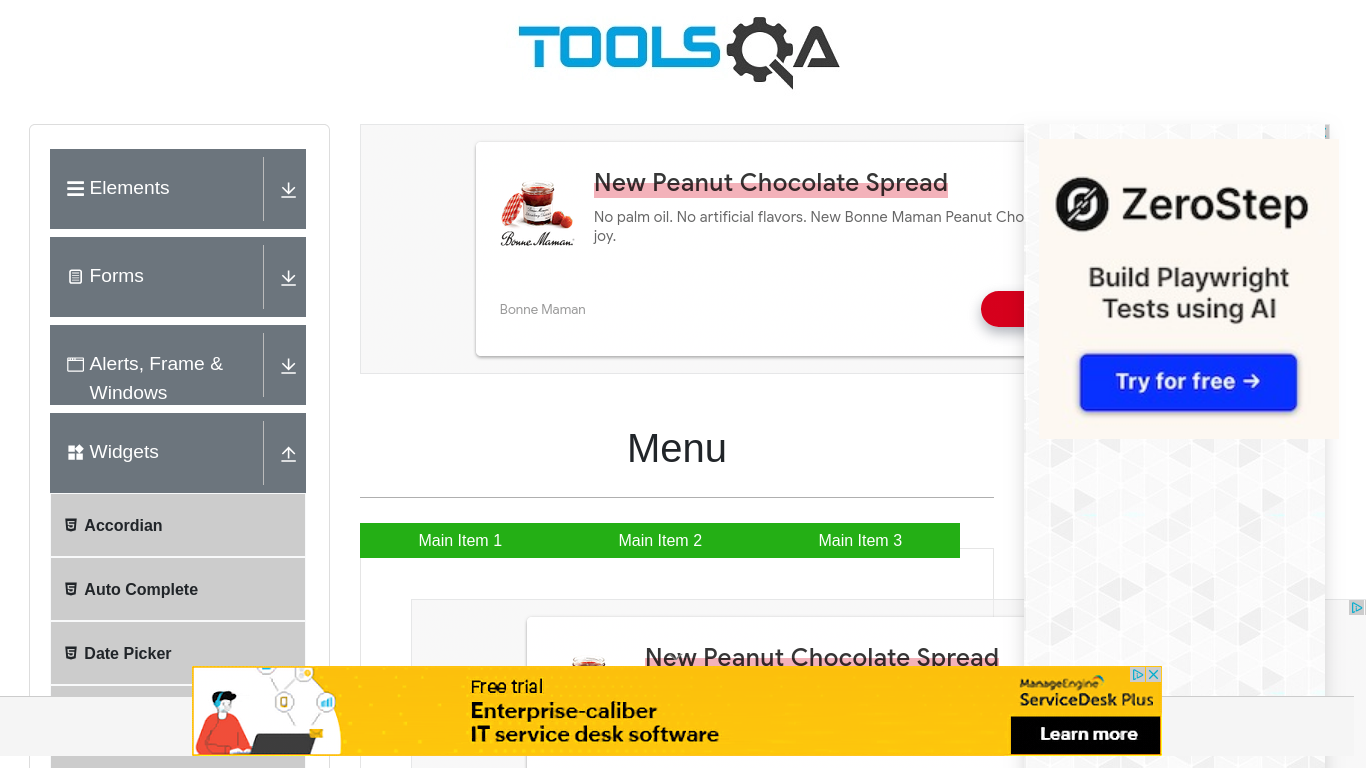 TOOLSQA
Elements
Forms
Alerts, Frame &
Windows
Widgets
Accordian
Auto Complete
Date Picker
New Peanut Chocolate Spread
No palm oil. No artificial flavors. New Bonne Maman Peanut Cho
joy.
Bonne Maman.
Bonne Maman
ZeroStep
Build Playwright
Tests using AI
Try for free →
Menu
Main Item 1
Main Item 2
Main Item 3
New Peanut Chocolate Spread
Free trial
Enterprise-caliber
IT service desk software
ManageEngine
ServiceDesk Plus
Learn more